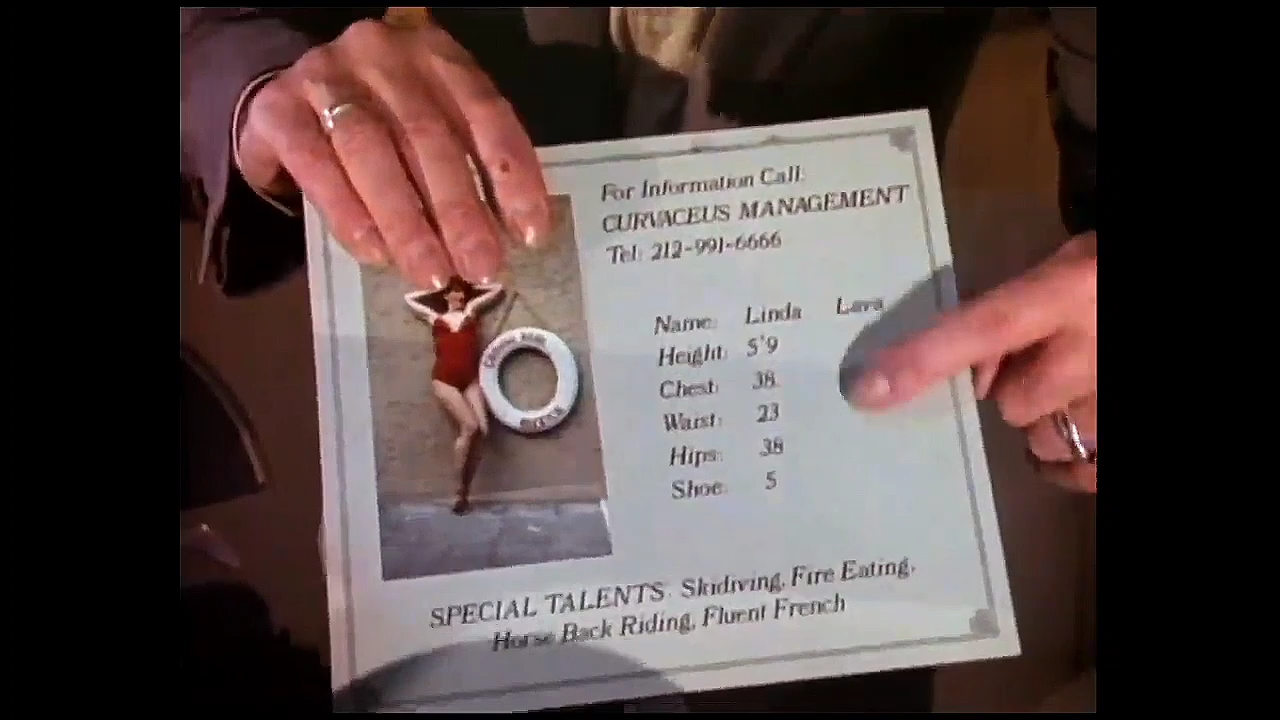 For Information Call:
CURVACEUS MANAGEMENT
Tel: 212-991-6666
Name: Linda Lava
Height: 5'9
Chest: 38
Waist: 23
Hips: 38
Shoe: 5
SPECIAL TALENTS: Skidiving, Fire Eating,
Horse Back Riding, Fluent French